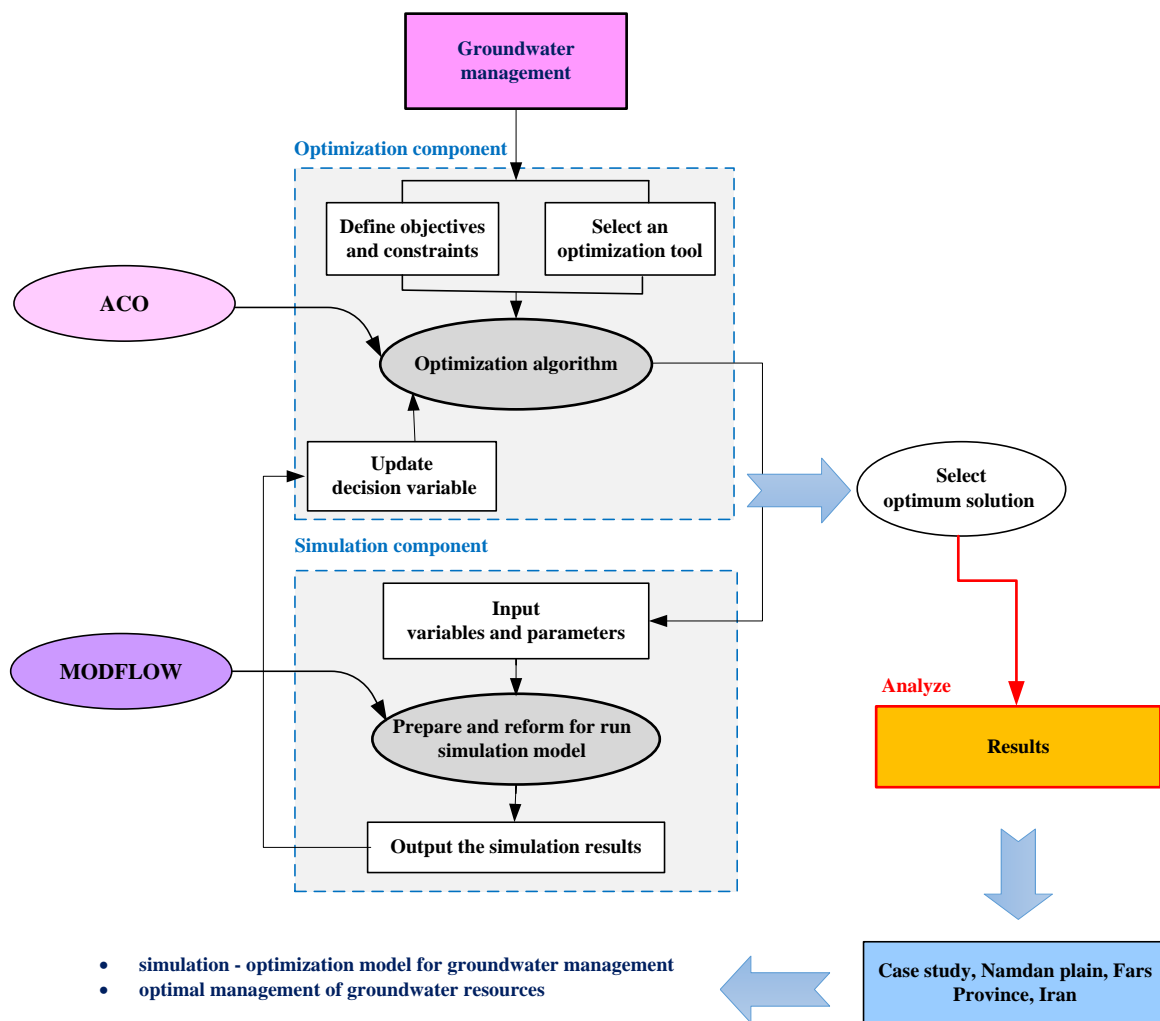 Groundwater
management
Optimization component
Define objectives
and constraints
Select an
optimization tool
ACO
Optimization algorithm
Update
decision variable
Select
optimum solution
Simulation component
Input
variables and parameters
MODFLOW
Prepare and reform for run
simulation model
Analyze
Results
Output the simulation results
• simulation - optimization model for groundwater management
• optimal management of groundwater resources
Case study, Namdan plain, Fars
Province, Iran